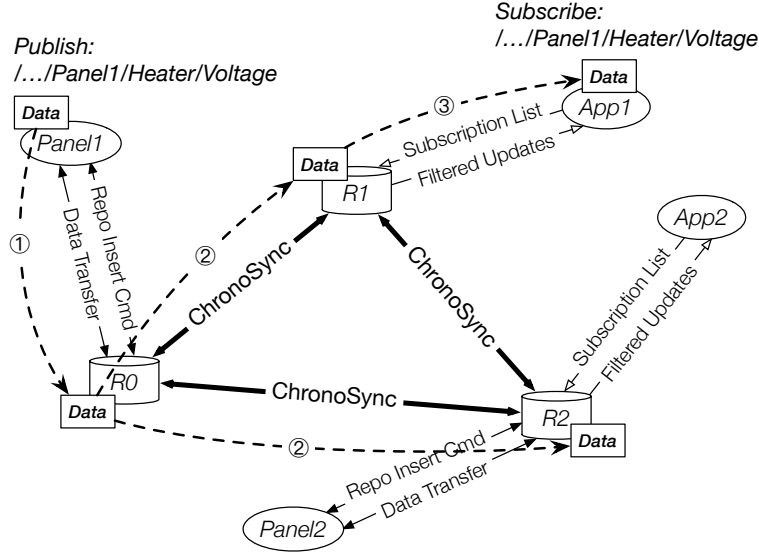 Publish:
/…/Panel1/Heater/Voltage
Subscribe:
/…/Panel1/Heater/Voltage
Data
Panel1
Data
App1
③
Subscription List
Filtered Updates
Data
R1
①
Repo Insert Cmd
Data Transfer
②
ChronoSync
ChronoSync
App2
Subscription List
Filtered Updates
R0
Data
ChronoSync
②
R2
Data
Repo Insert Cmd
Data Transfer
Panel2